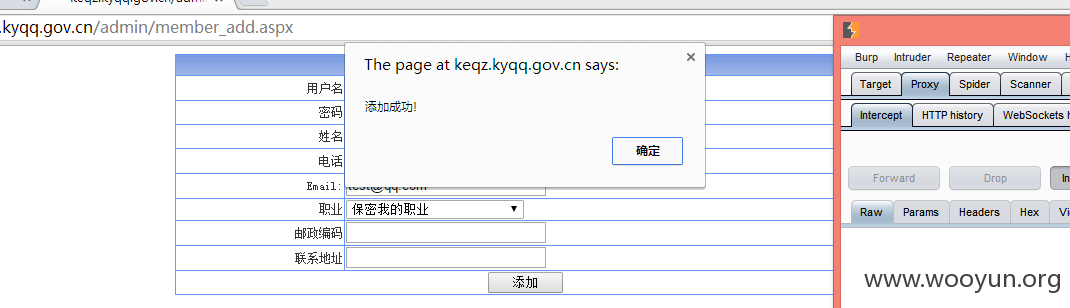 .kyqq.gov.cn/admin/member_add.aspx
The page at keqz.kyqq.gov.cn says:
添加成功!
确定
用户名
密码
姓名
电话
Email: test@qq.com
职业 保密我的职业
邮政编码
联系地址
添加
Burp Intruder Repeater Window
Target Proxy Spider Scanner
Intercept HTTP history WebSockets
Forward Drop
Raw Params Headers Hex
www.wooyun.org